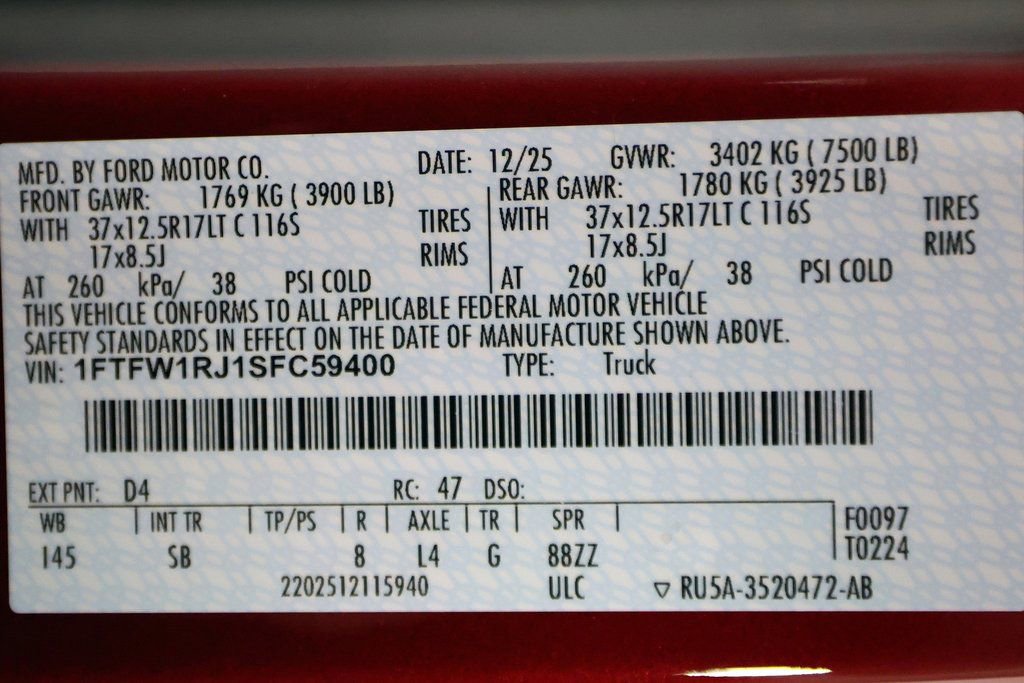 MFD. BY FORD MOTOR CO. DATE: 12/25 GVWR: 3402 KG ( 7500 LB)
FRONT GAWR: 1769 KG ( 3900 LB) REAR GAWR: 1780 KG ( 3925 LB)
WITH 37x12.5R17LT C 116S TIRES WITH 37x12.5R17LT C 116S TIRES
17x8.5J RIMS 17x8.5J RIMS
AT 260 kPa/ 38 PSI COLD AT 260 kPa/ 38 PSI COLD
THIS VEHICLE CONFORMS TO ALL APPLICABLE FEDERAL MOTOR VEHICLE
SAFETY STANDARDS IN EFFECT ON THE DATE OF MANUFACTURE SHOWN ABOVE.
VIN: 1FTFW1RJ1SFC59400 TYPE: Truck
EXT PNT: D4 RC: 47 DSO:
WB INT TR TP/PS R AXLE TR SPR F0097
145 SB 8 L4 G 88ZZ T0224
2202512115940 ULC ▽ RU5A-3520472-AB